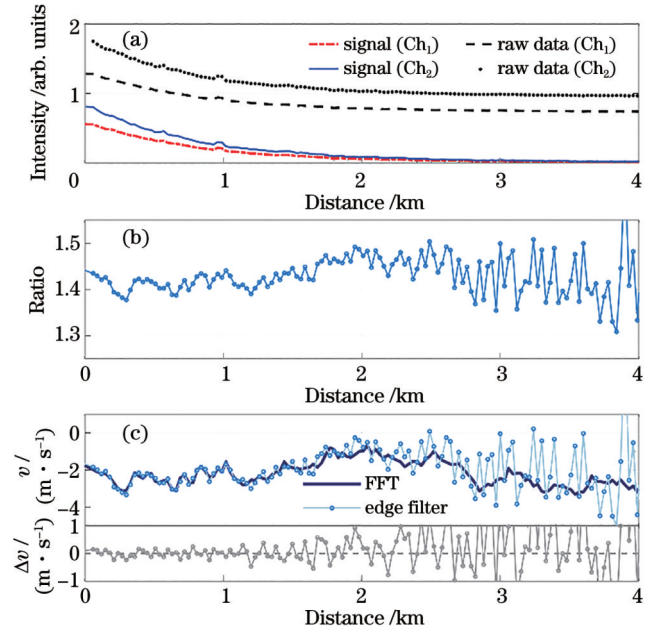 2
(a)
signal (Ch₁)
raw data (Ch₁)
signal (Ch₂)
raw data (Ch₂)
1
0
Intensity /arb. units
0 1 2 3 4
Distance /km
(b)
1.5
1.4
1.3
Ratio
0 1 2 3 4
Distance /km
(c)
0
-2
-4
v /
(m · s⁻¹)
FFT
edge filter
1
0
-1
Δv /
(m · s⁻¹)
0 1 2 3 4
Distance /km